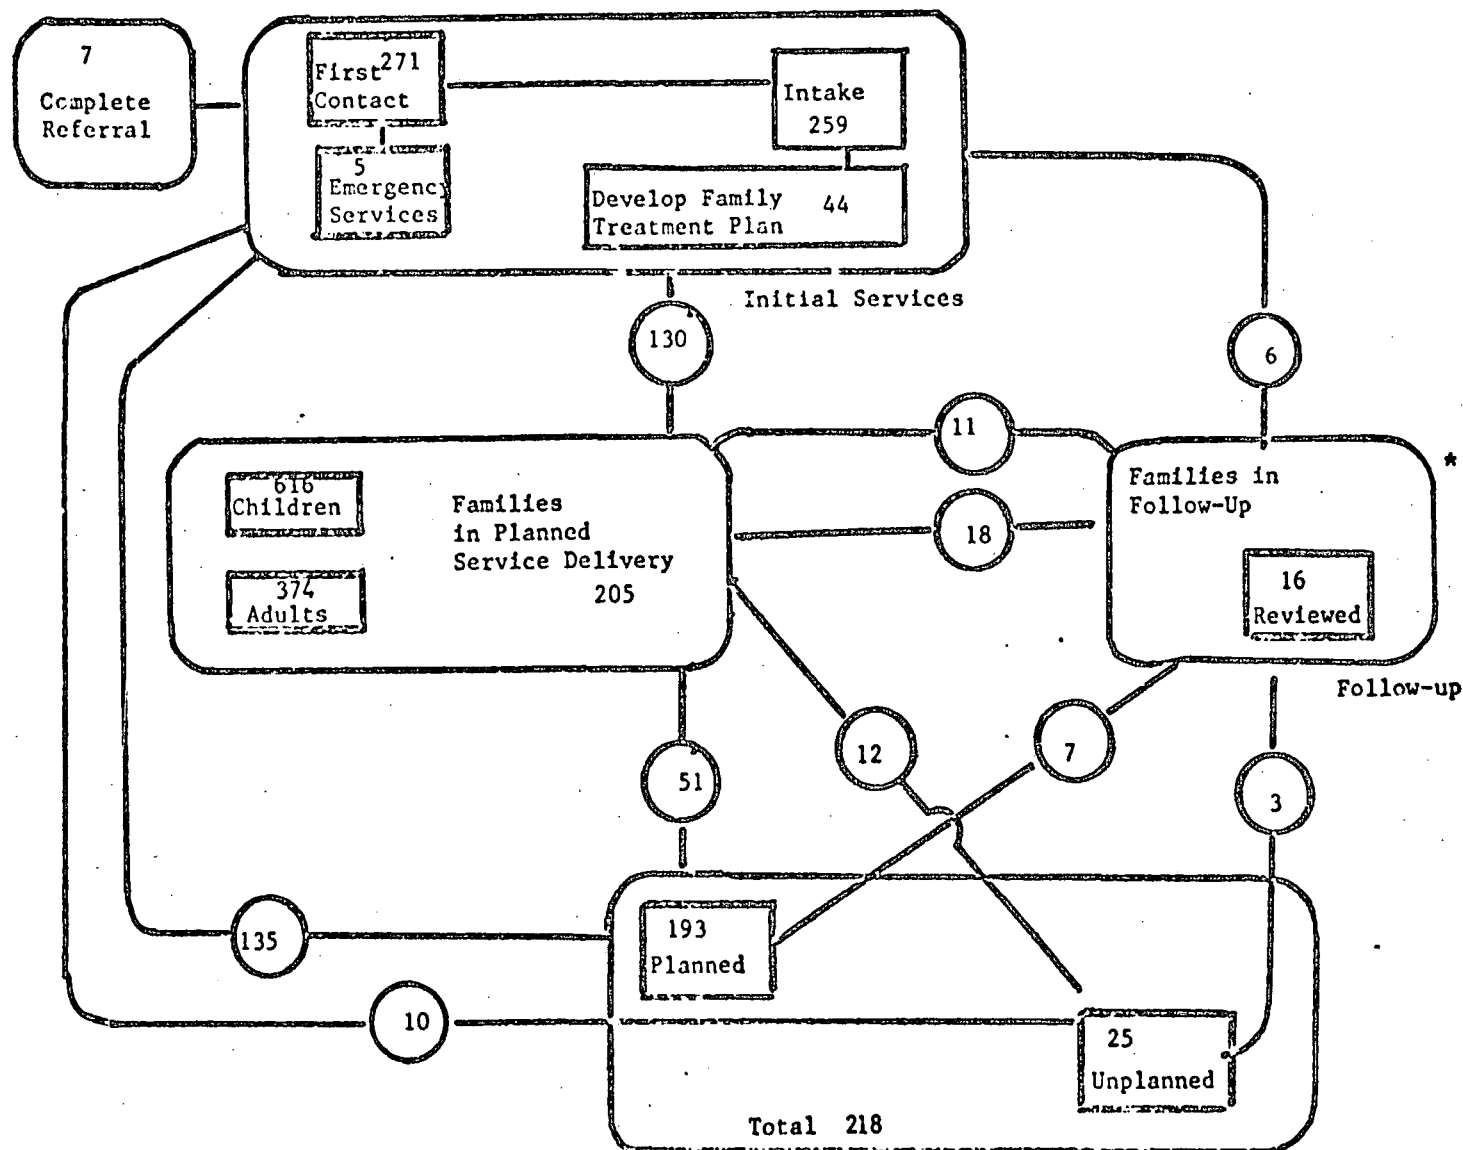 7
Complete
Referral
First 271
Contact
5
Emergency
Services
Intake
259
Develop Family 44
Treatment Plan
Initial Services
130
6
11
18
616
Children
374
Adults
Families
in Planned
Service Delivery
205
Families in
Follow-Up
*
16
Reviewed
Follow-up
51
12
7
3
135
10
193
Planned
25
Unplanned
Total 218